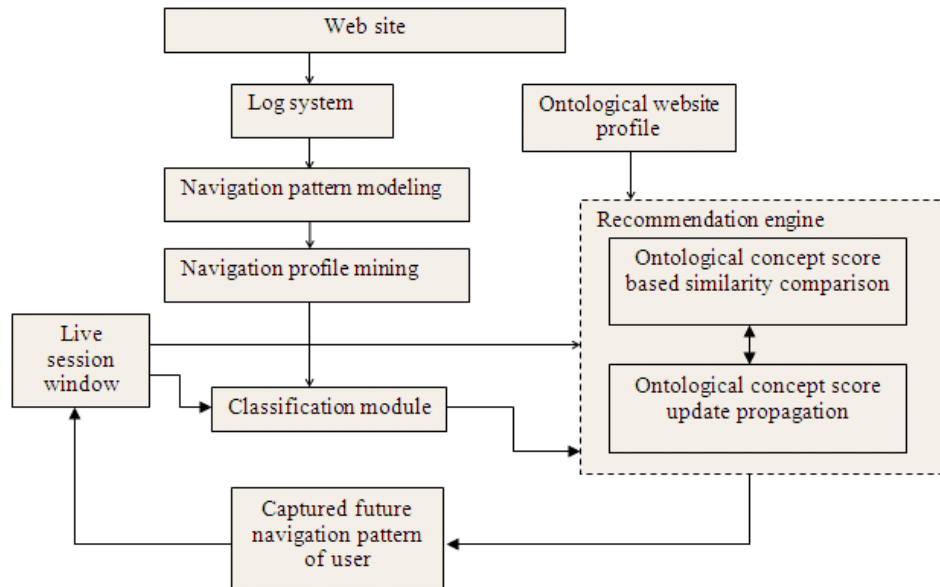 Web site
Log system
Ontological website
profile
Navigation pattern modeling
Recommendation engine
Navigation profile mining
Ontological concept score
based similarity comparison
Live
session
window
Classification module
Ontological concept score
update propagation
Captured future
navigation pattern
of user